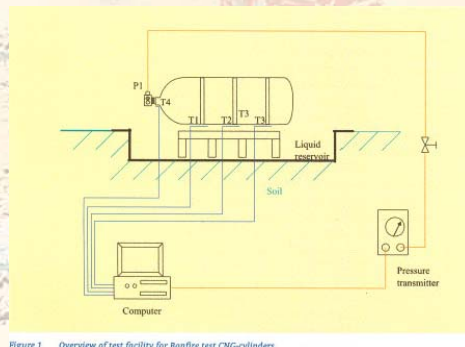 P1
T4
T1
T2
T3
T3
Liquid
reservoir
Soil
Computer
Pressure
transmitter
Figure 1 Overview of test facility for Bonfire test CNG-cylinders